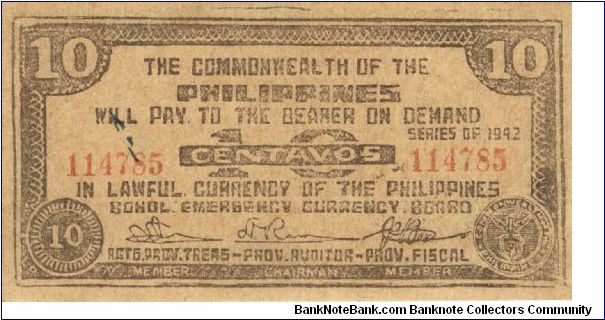 10 10
THE COMMONWEALTH OF THE
PHILIPPINES
WILL PAY TO THE BEARER ON DEMAND
SERIES OF 1942
114785 10 CENTAVOS 114785
IN LAWFUL CURRENCY OF THE PHILIPPINES
BOHOL EMERGENCY CURRENCY BOARD
10
ACTG. PROV. TREAS - PROV. AUDITOR - PROV. FISCAL
MEMBER CHAIRMAN MEMBER
BankNoteBank.com Banknote Collectors Community